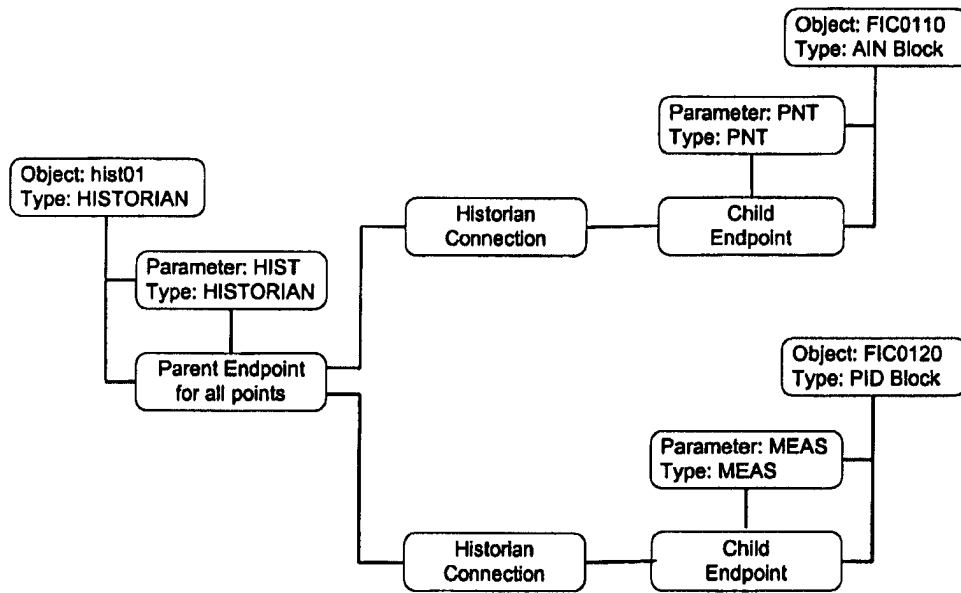 Object: FIC0110
Type: AIN Block
Parameter: PNT
Type: PNT
Object: hist01
Type: HISTORIAN
Historian
Connection
Child
Endpoint
Parameter: HIST
Type: HISTORIAN
Parent Endpoint
for all points
Object: FIC0120
Type: PID Block
Parameter: MEAS
Type: MEAS
Historian
Connection
Child
Endpoint